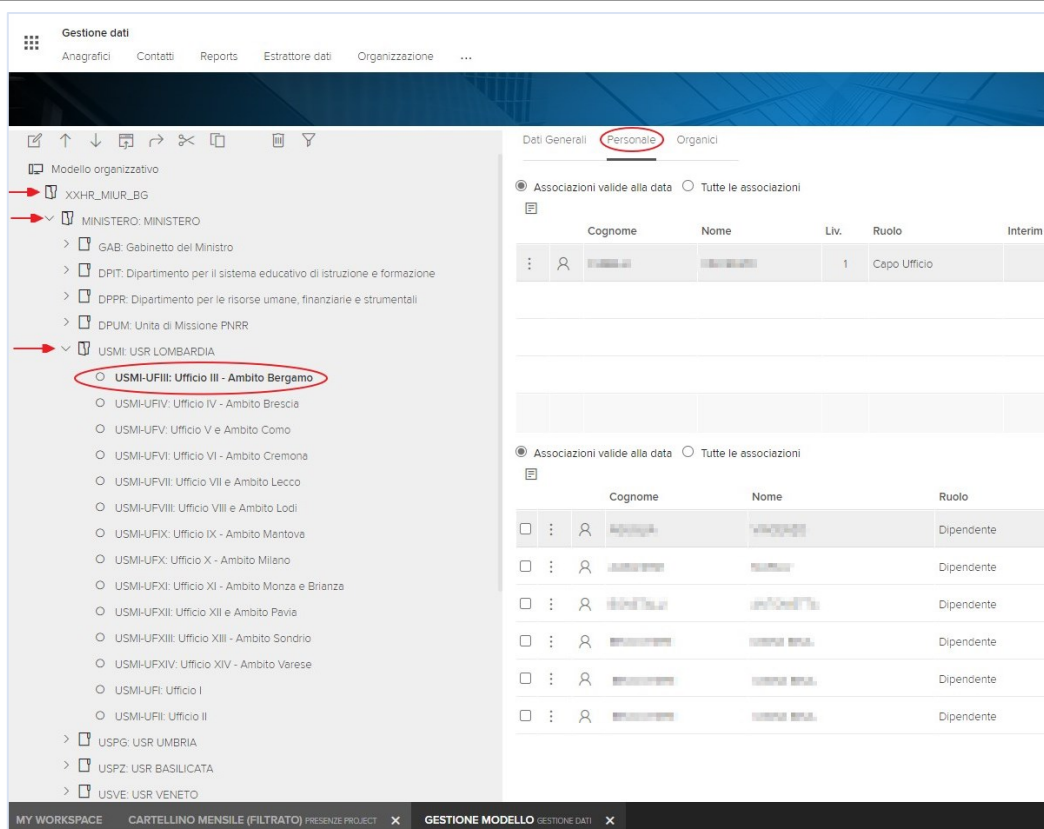 Gestione dati
Anagrafici Contatti Reports Estrattore dati Organizzazione ...
Modello organizzativo
XXHR_MIUR_BG
MINISTERO: MINISTERO
GAB: Gabinetto del Ministro
DPIT: Dipartimento per il sistema educativo di istruzione e formazione
DPPR: Dipartimento per le risorse umane, finanziarie e strumentali
DPUM: Unita di Missione PNRR
USMI: USR LOMBARDIA
USMI-UFIII: Ufficio III - Ambito Bergamo
USMI-UFIV: Ufficio IV - Ambito Brescia
USMI-UFV: Ufficio V e Ambito Como
USMI-UFVI: Ufficio VI - Ambito Cremona
USMI-UFVII: Ufficio VII e Ambito Lecco
USMI-UFVIII: Ufficio VIII e Ambito Lodi
USMI-UFIX: Ufficio IX - Ambito Mantova
USMI-UFX: Ufficio X - Ambito Milano
USMI-UFXI: Ufficio XI - Ambito Monza e Brianza
USMI-UFXII: Ufficio XII e Ambito Pavia
USMI-UFXIII: Ufficio XIII - Ambito Sondrio
USMI-UFXIV: Ufficio XIV - Ambito Varese
USMI-UFI: Ufficio I
USMI-UFII: Ufficio II
USPG: USR UMBRIA
USPZ: USR BASILICATA
USVE: USR VENETO
Dati Generali Personale Organici
Associazioni valide alla data Tutte le associazioni
Cognome Nome Liv. Ruolo Interim
1 Capo Ufficio
Associazioni valide alla data Tutte le associazioni
Cognome Nome Ruolo
Dipendente
Dipendente
Dipendente
Dipendente
Dipendente
Dipendente
MY WORKSPACE CARTELLINO MENSILE (FILTRATO) PRESENZE PROJECT X GESTIONE MODELLO GESTIONE DATI X